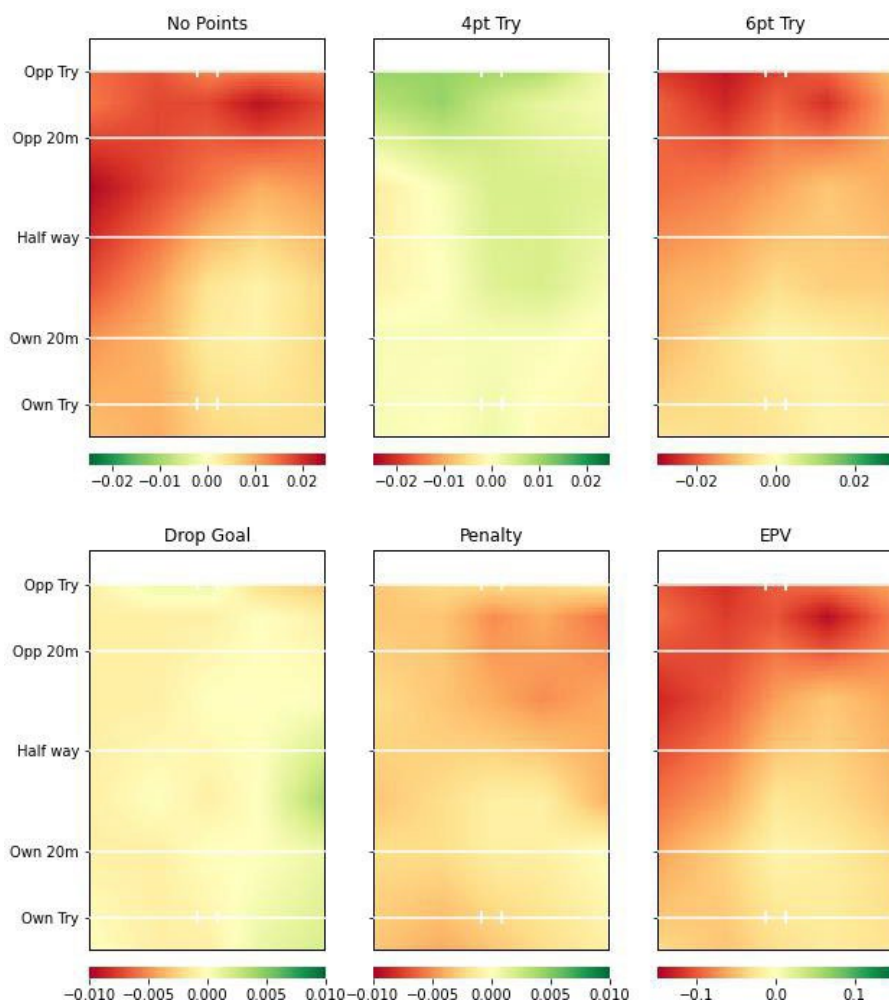 No Points 4pt Try 6pt Try
Opp Try
Opp 20m
Half way
Own 20m
Own Try
−0.02 −0.01 0.00 0.01 0.02 −0.02 −0.01 0.00 0.01 0.02 −0.02 0.00 0.02
Drop Goal Penalty EPV
Opp Try
Opp 20m
Half way
Own 20m
Own Try
−0.010 −0.005 0.000 0.005 0.010 −0.010 −0.005 0.000 0.005 0.010 −0.1 0.0 0.1